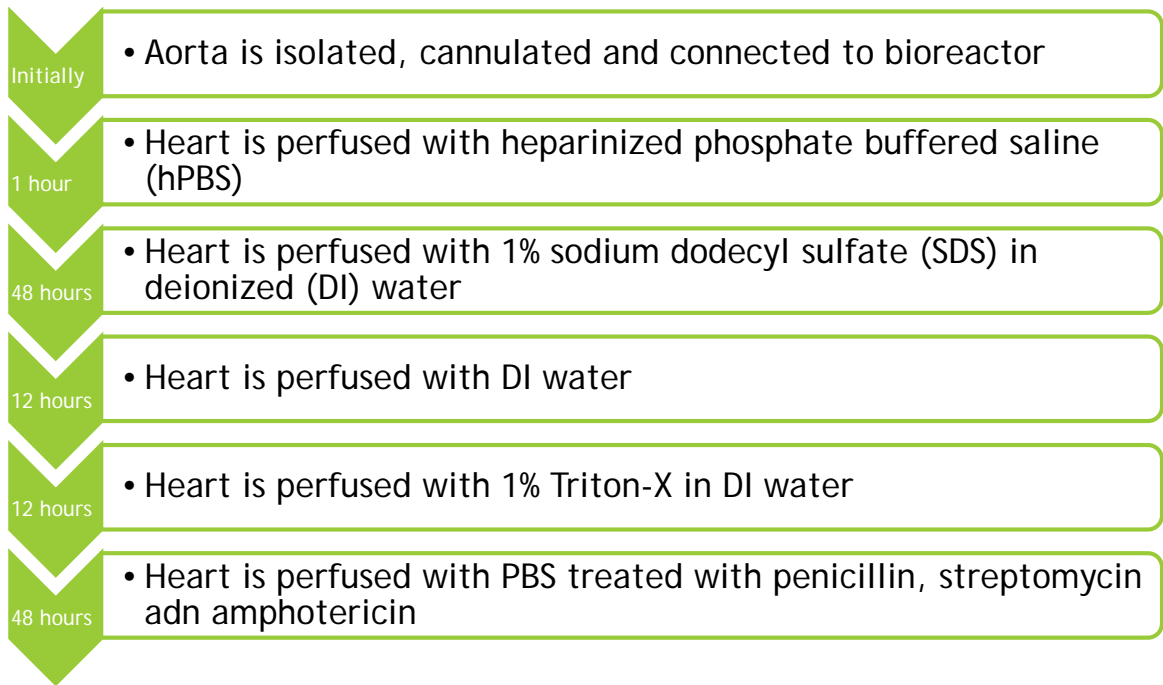 Initially
• Aorta is isolated, cannulated and connected to bioreactor
1 hour
• Heart is perfused with heparinized phosphate buffered saline
(hPBS)
48 hours
• Heart is perfused with 1% sodium dodecyl sulfate (SDS) in
deionized (DI) water
12 hours
• Heart is perfused with DI water
12 hours
• Heart is perfused with 1% Triton-X in DI water
48 hours
• Heart is perfused with PBS treated with penicillin, streptomycin
adn amphotericin